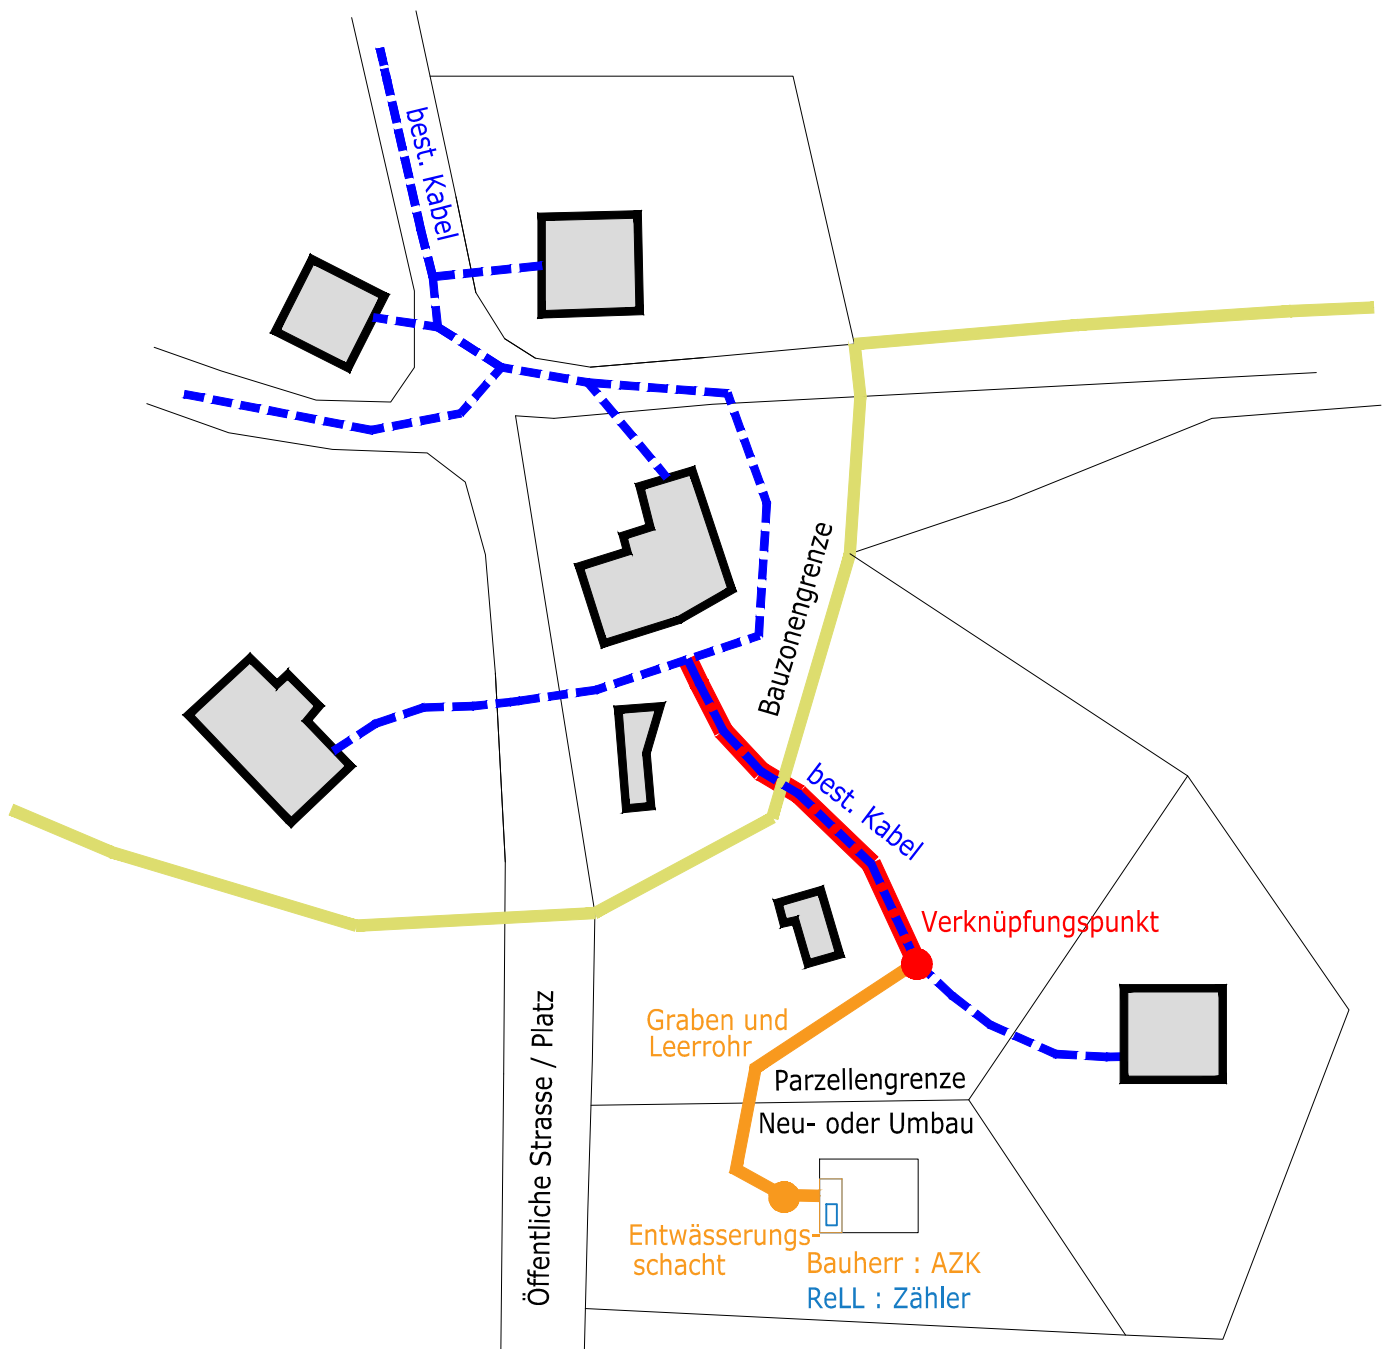 best. Kabel
Bauzonengrenze
best. Kabel
Verknüpfungspunkt
Graben und
Leerrohr
Öffentliche Strasse / Platz
Parzellengrenze
Neu- oder Umbau
Entwässerungs-
schacht
Bauherr : AZK
ReLL : Zähler